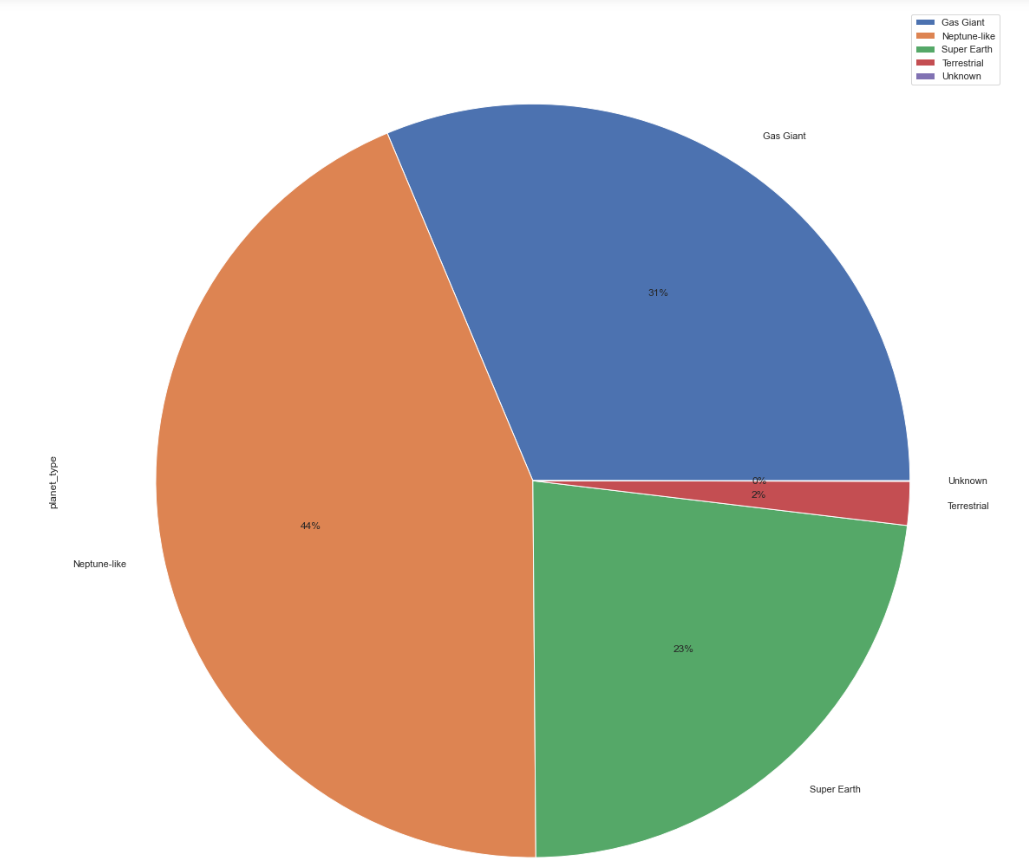 Gas Giant
Neptune-like
Super Earth
Terrestrial
Unknown
Gas Giant
31%
planet_type
0%
Unknown
2%
Terrestrial
44%
Neptune-like
23%
Super Earth